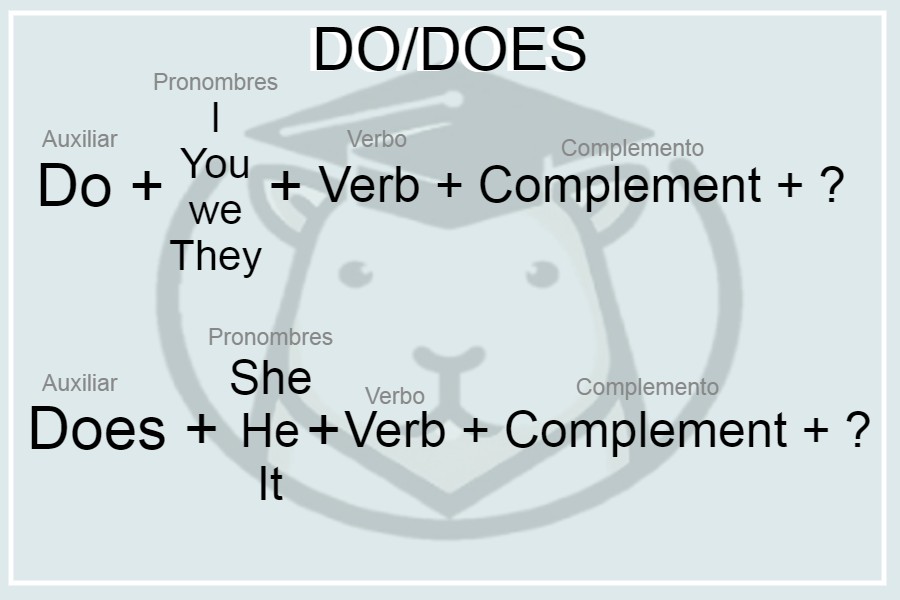 DO/DOES
Pronombres
I
Auxiliar
Verbo
Complemento
You
Do + + Verb + Complement + ?
we
They
Pronombres
She
Auxiliar
Verbo
Complemento
Does + He + Verb + Complement + ?
It